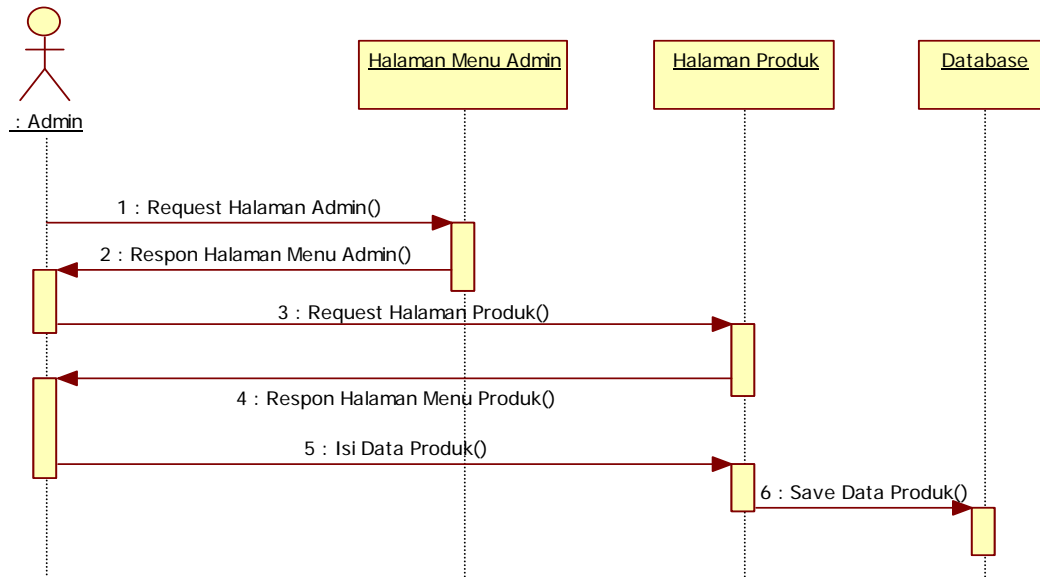 Halaman Menu Admin
Halaman Produk
Database
: Admin
1 : Request Halaman Admin()
2 : Respon Halaman Menu Admin()
3 : Request Halaman Produk()
4 : Respon Halaman Menu Produk()
5 : Isi Data Produk()
6 : Save Data Produk()